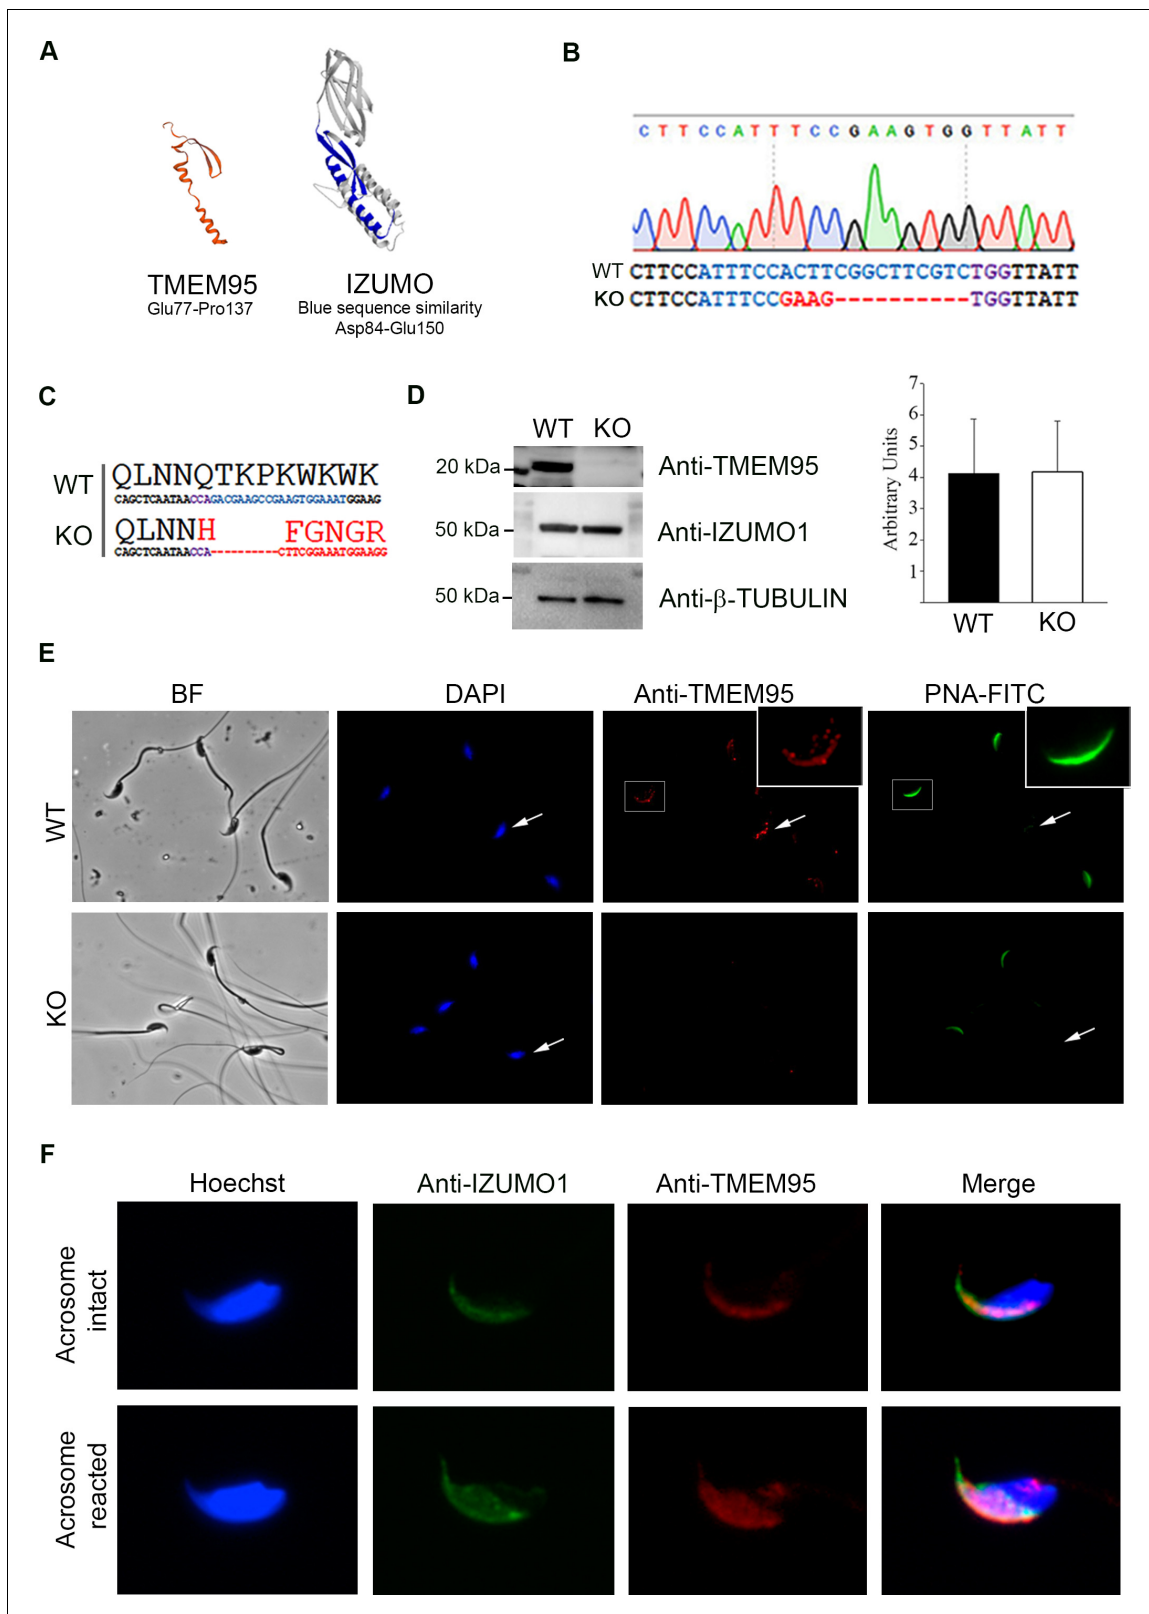 A
TMEM95
Glu77-Pro137
IZUMO
Blue sequence similarity
Asp84-Glu150
B
C T T C C A T T T C C G A A G T G G T T A T T
WT CTTCCATTTCCACTTCGGCTTCGTCTGGTTATT
KO CTTCCATTTCCGAAG----------TGGTTATT
C
WT QLNNQTKPKWKWK
CAGCTCAATAACCAGACGAAGCCGAAGTGGAAATGGAAG
KO QLNNH FGNGR
CAGCTCAATAACCA----------CTTCGGAAATGGAAGG
D
WT KO
20 kDa Anti-TMEM95
50 kDa Anti-IZUMO1
50 kDa Anti-β-TUBULIN
Arbitrary Units
7
6
5
4
3
2
1
WT KO
E
BF DAPI Anti-TMEM95 PNA-FITC
WT
KO
F
Hoechst Anti-IZUMO1 Anti-TMEM95 Merge
Acrosome
intact
Acrosome
reacted